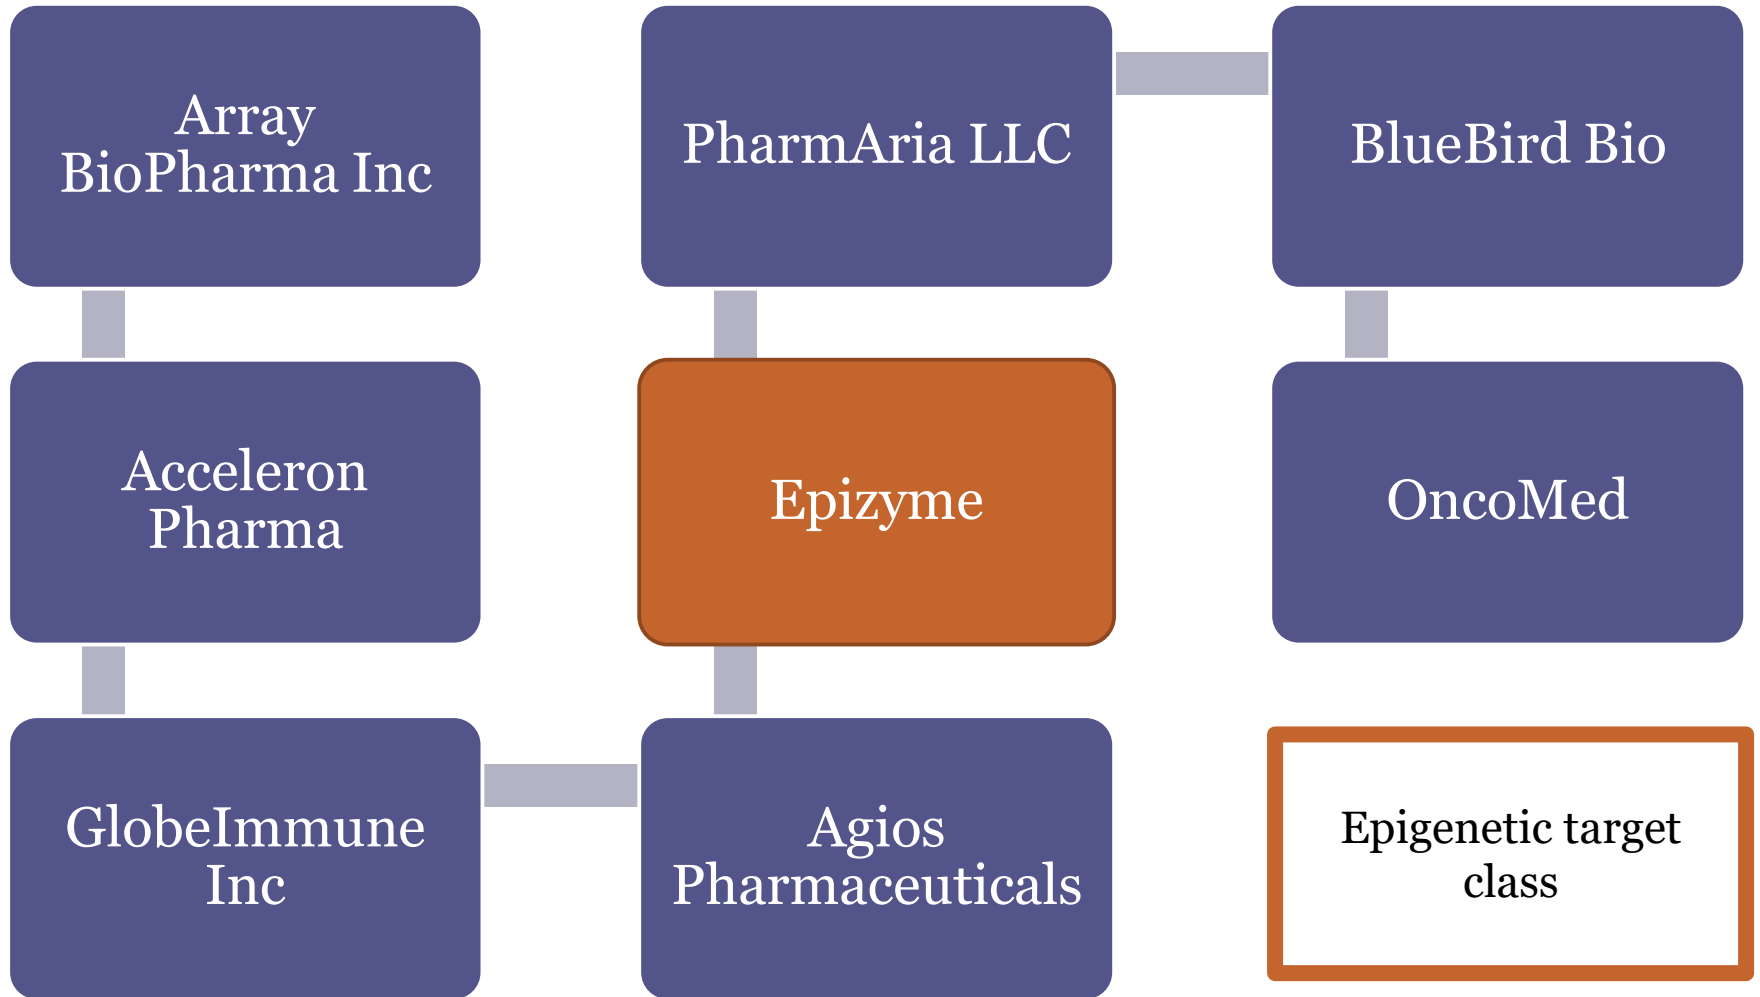 Array
BioPharma Inc
Acceleron
Pharma
GlobeImmune
Inc
Agios
Pharmaceuticals
Epizyme
PharmAria LLC
BlueBird Bio
OncoMed
Epigenetic target
class